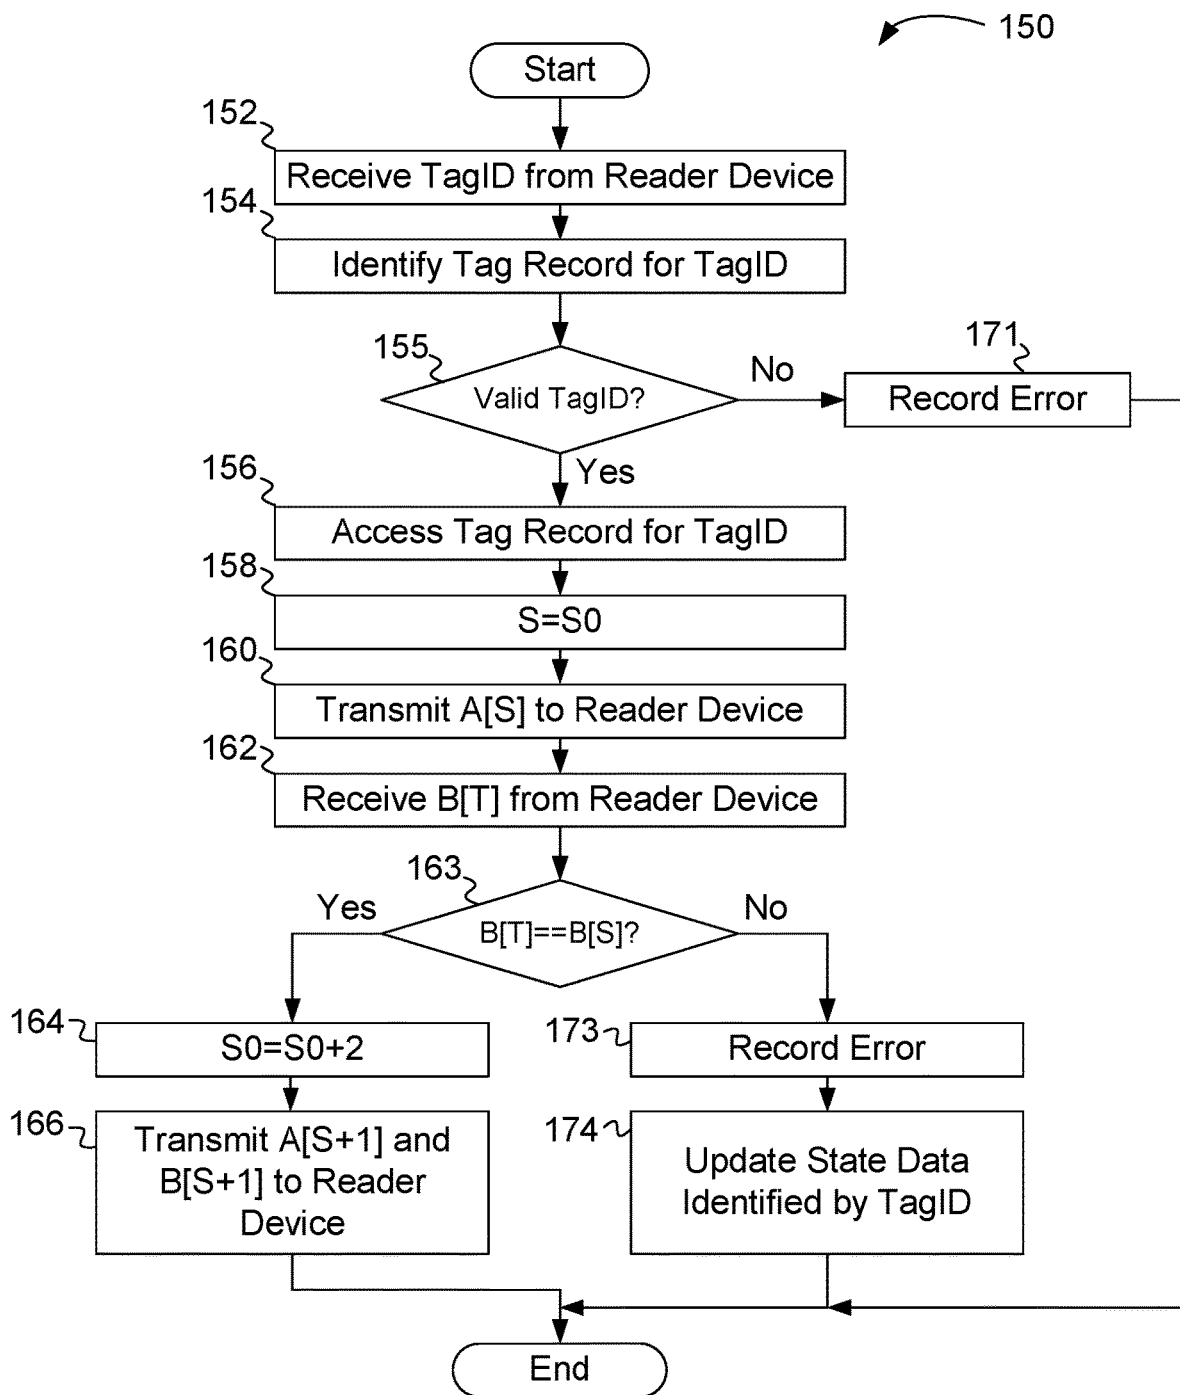 150
Start
152
Receive TagID from Reader Device
154
Identify Tag Record for TagID
155
Valid TagID?
No
171
Record Error
Yes
156
Access Tag Record for TagID
158
S=S0
160
Transmit A[S] to Reader Device
162
Receive B[T] from Reader Device
163
Yes
B[T]==B[S]?
No
164
S0=S0+2
173
Record Error
166
Transmit A[S+1] and
B[S+1] to Reader
Device
174
Update State Data
Identified by TagID
End